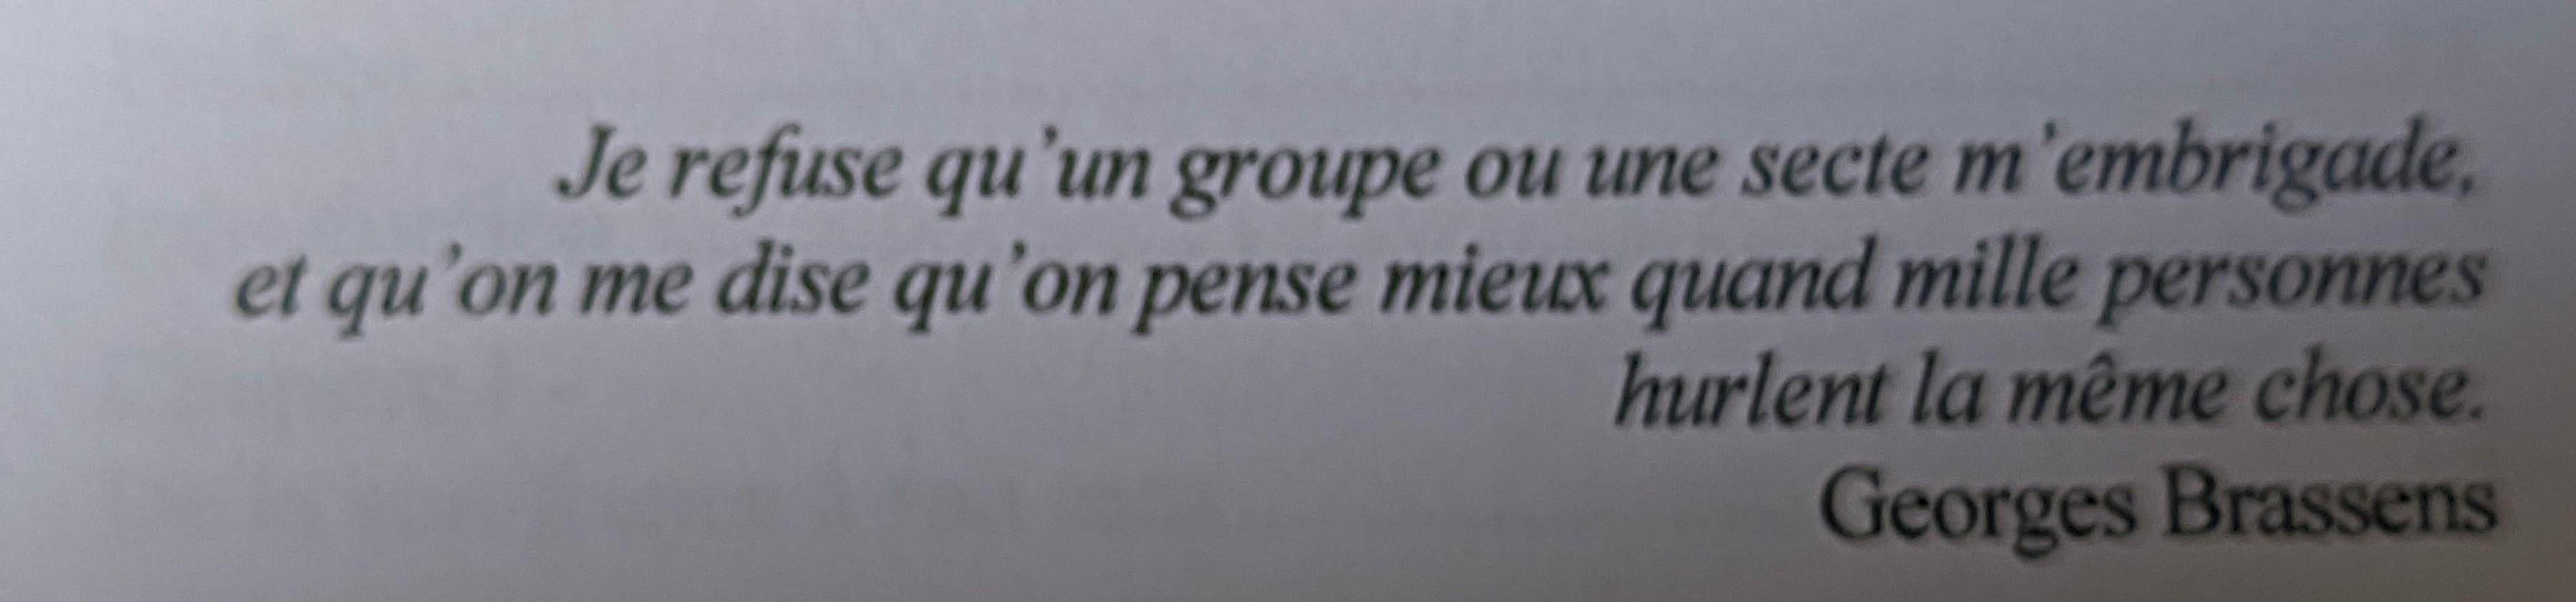 Je refuse qu'un groupe ou une secte m'embrigade,
et qu'on me dise qu'on pense mieux quand mille personnes
hurlent la même chose.
Georges Brassens